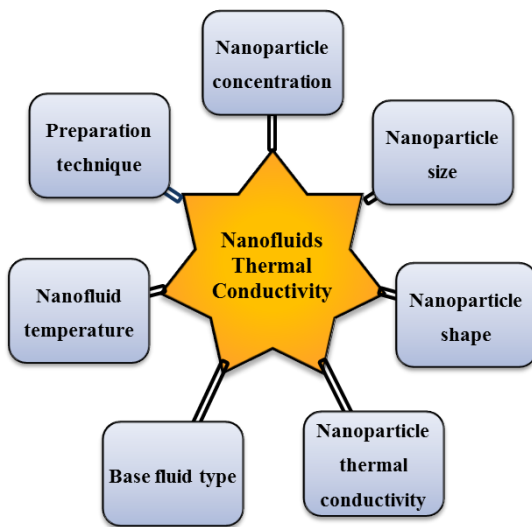 Nanoparticle
concentration
Preparation
technique
Nanoparticle
size
Nanofluids
Thermal
Conductivity
Nanofluid
temperature
Nanoparticle
shape
Base fluid type
Nanoparticle
thermal
conductivity